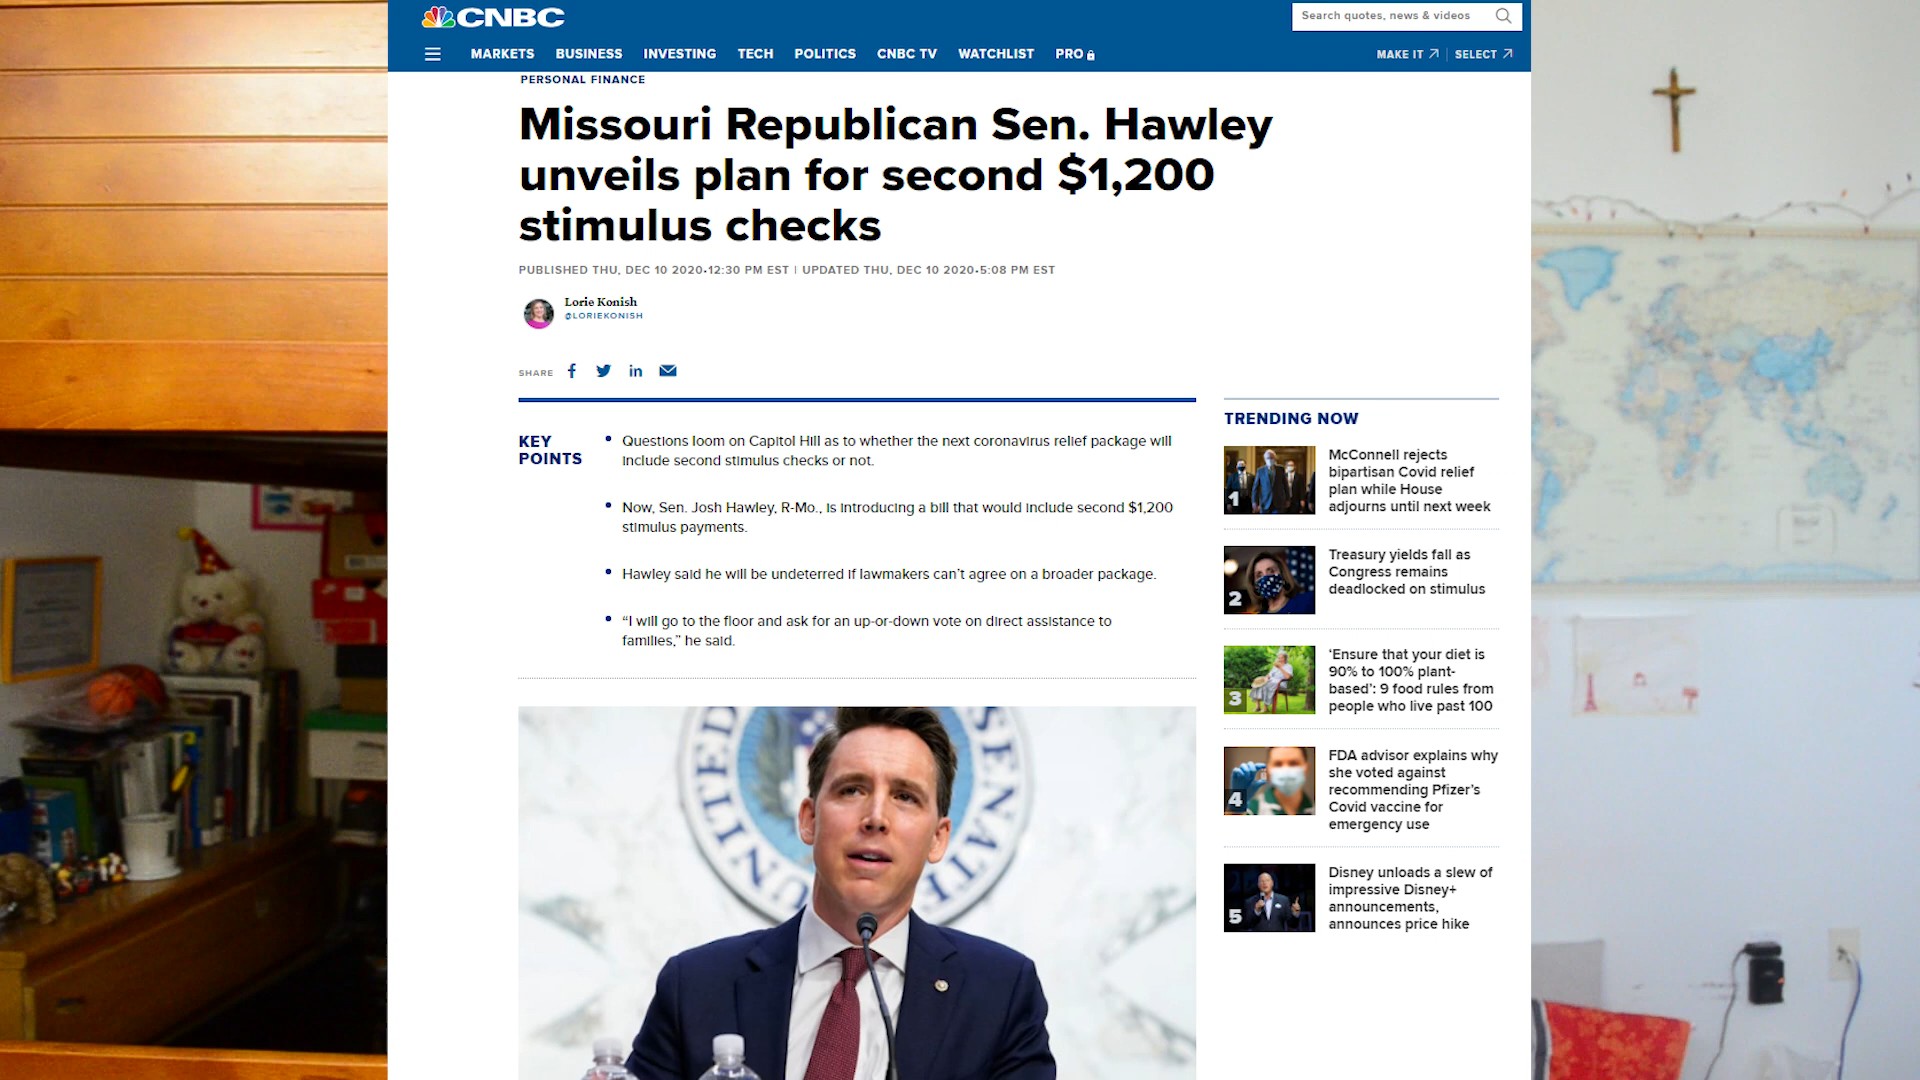 CNBC
Search quotes, news & videos
MARKETS BUSINESS INVESTING TECH POLITICS CNBC TV WATCHLIST PRO
MAKE IT SELECT
PERSONAL FINANCE
Missouri Republican Sen. Hawley
unveils plan for second $1,200
stimulus checks
PUBLISHED THU, DEC 10 2020•12:30 PM EST | UPDATED THU, DEC 10 2020•5:08 PM EST
Lorie Konish
@LORIEKONISH
SHARE
KEY
POINTS
Questions loom on Capitol Hill as to whether the next coronavirus relief package will
include second stimulus checks or not.
Now, Sen. Josh Hawley, R-Mo., is introducing a bill that would include second $1,200
stimulus payments.
Hawley said he will be undeterred if lawmakers can’t agree on a broader package.
“I will go to the floor and ask for an up-or-down vote on direct assistance to
families,” he said.
UNITED SENATE
TRENDING NOW
1
McConnell rejects
bipartisan Covid relief
plan while House
adjourns until next week
2
Treasury yields fall as
Congress remains
deadlocked on stimulus
3
‘Ensure that your diet is
90% to 100% plant-
based’: 9 food rules from
people who live past 100
4
FDA advisor explains why
she voted against
recommending Pfizer’s
Covid vaccine for
emergency use
5
Disney unloads a slew of
impressive Disney+
announcements,
announces price hike